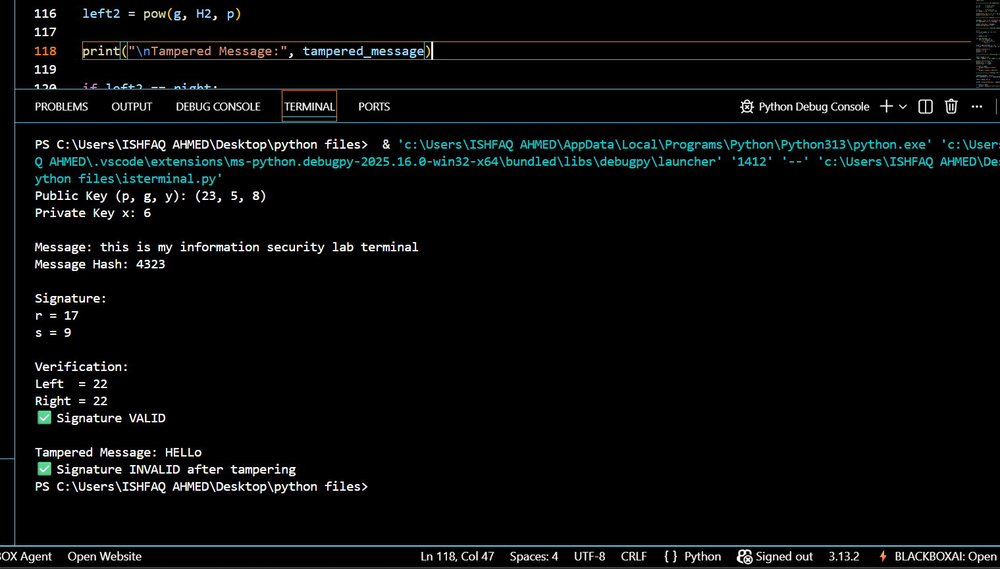 116 left2 = pow(g, H2, p)
117
118 print("\nTampered Message:", tampered_message)
119
120 if left2 == right:
PROBLEMS OUTPUT DEBUG CONSOLE TERMINAL PORTS Python Debug Console
PS C:\Users\ISHFAQ AHMED\Desktop\python files>  & 'c:\Users\ISHFAQ AHMED\AppData\Local\Programs\Python\Python313\python.exe' 'c:\Users
Q AHMED\.vscode\extensions\ms-python.debugpy-2025.16.0-win32-x64\bundled\libs\debugpy\launcher' '1412' '--' 'c:\Users\ISHFAQ AHMED\Des
ython files\isterminal.py'
Public Key (p, g, y): (23, 5, 8)
Private Key x: 6
Message: this is my information security lab terminal
Message Hash: 4323
Signature:
r = 17
s = 9
Verification:
Left  = 22
Right = 22
✅ Signature VALID
Tampered Message: HELLo
✅ Signature INVALID after tampering
PS C:\Users\ISHFAQ AHMED\Desktop\python files>
BOX Agent Open Website Ln 118, Col 47 Spaces: 4 UTF-8 CRLF { } Python Signed out 3.13.2 BLACKBOXAI: Open